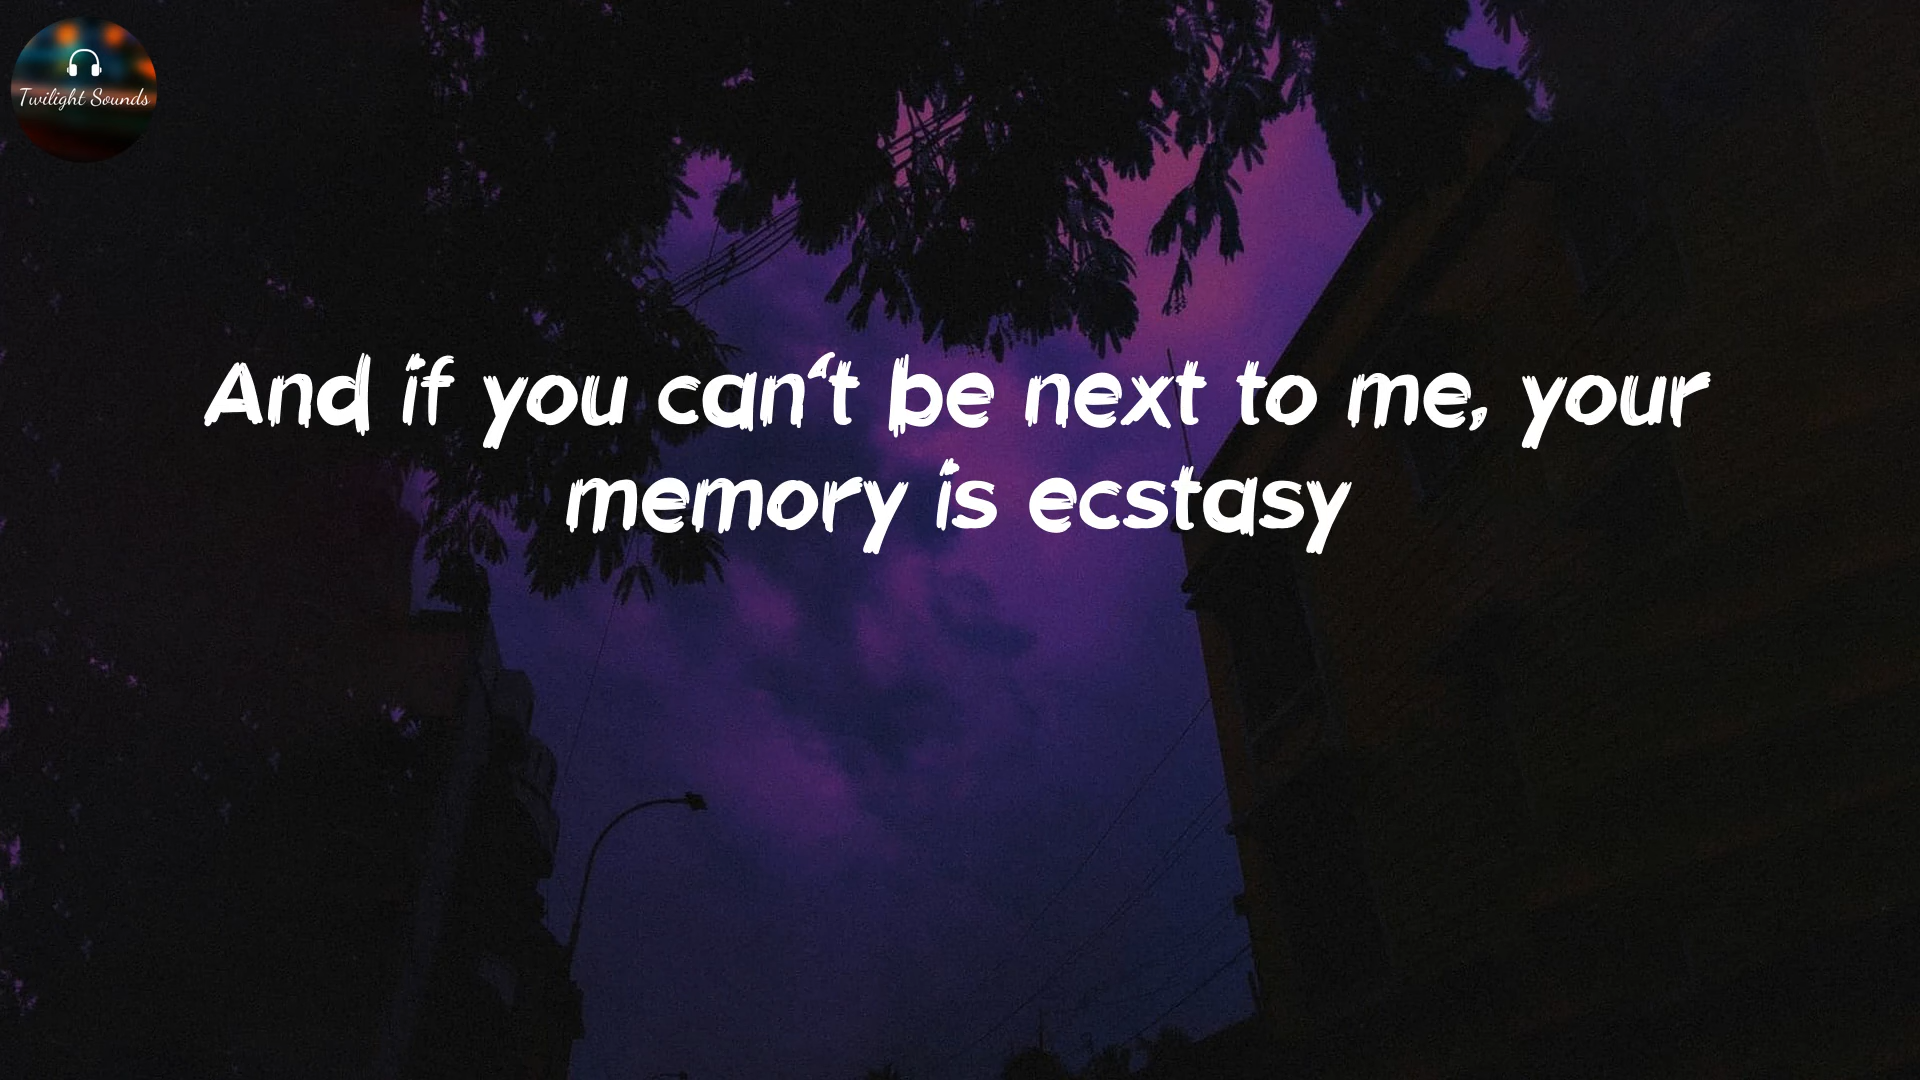 Twilight Sounds
And if you can't be next to me, your
memory is ecstasy